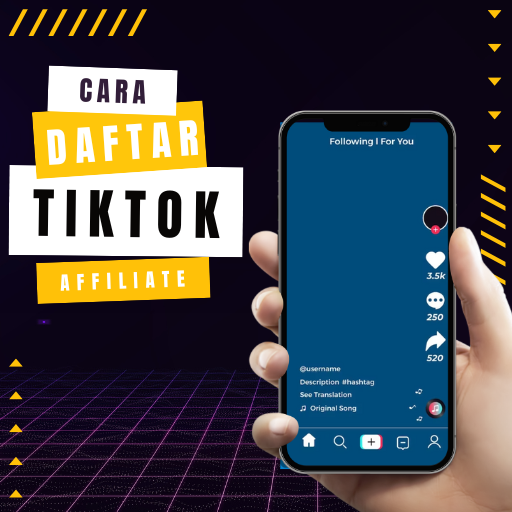 CARA
DAFTAR
TIKTOK
AFFILIATE
Following l For You
3.5k
250
520
@username
Description #hashtag
See Translation
Original Song